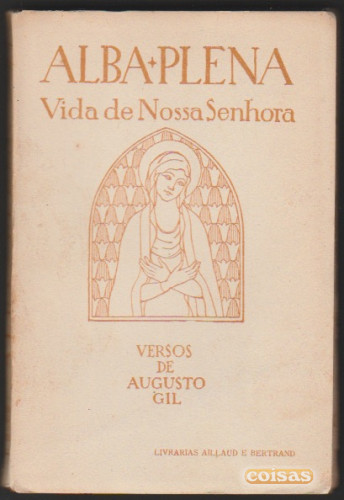 ALBA+PLENA
Vida de Nossa Senhora
VERSOS
DE
AUGUSTO
GIL
LIVRARIAS AILLAUD E BERTRAND
coisas